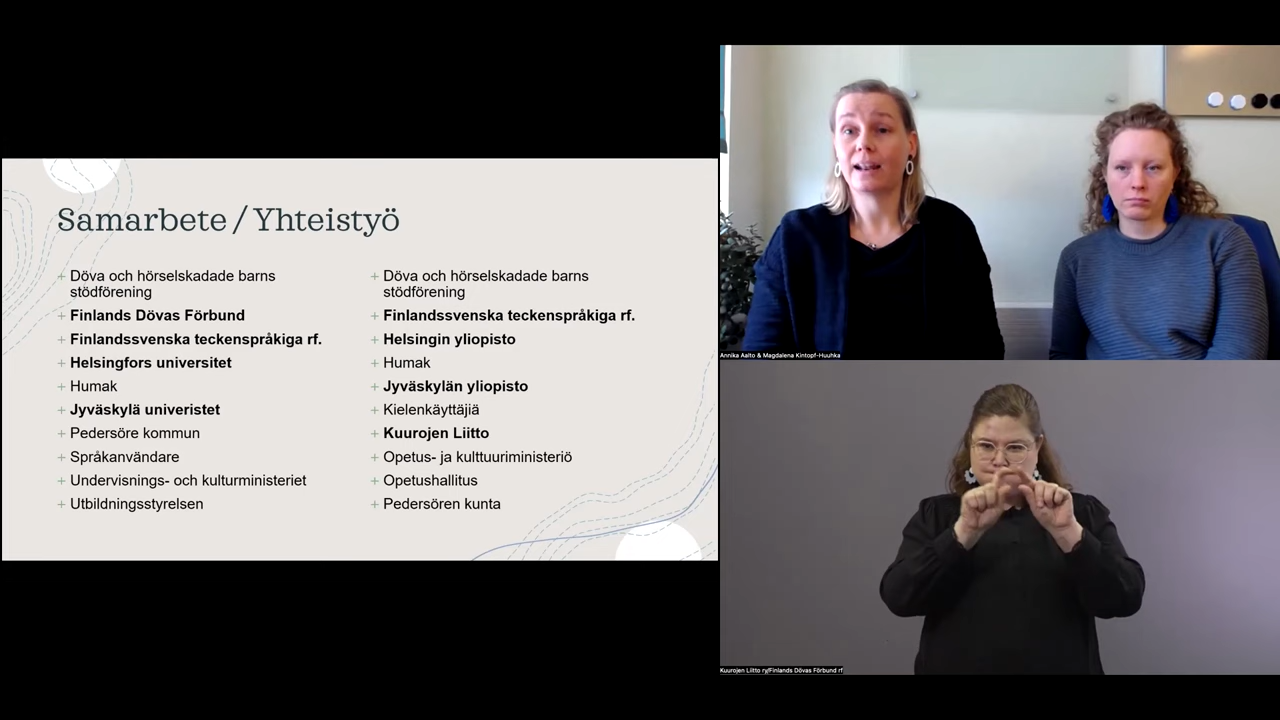 Samarbete / Yhteistyö
+ Döva och hörselskadade barns
stödförening
+ Finlands Dövas Förbund
+ Finlandssvenska teckenspråkiga rf.
+ Helsingfors universitet
+ Humak
+ Jyväskylä univeristet
+ Pedersöre kommun
+ Språkanvändare
+ Undervisnings- och kulturministeriet
+ Utbildningsstyrelsen
+ Döva och hörselskadade barns
stödförening
+ Finlandssvenska teckenspråkiga rf.
+ Helsingin yliopisto
+ Humak
+ Jyväskylän yliopisto
+ Kielenkäyttäjiä
+ Kuurojen Liitto
+ Opetus- ja kulttuuriministeriö
+ Opetushallitus
+ Pedersören kunta
Annika Aalto & Magdalena Kintopf-Huuhka
Kuurojen Liitto ry/Finlands Dövas Förbund rf